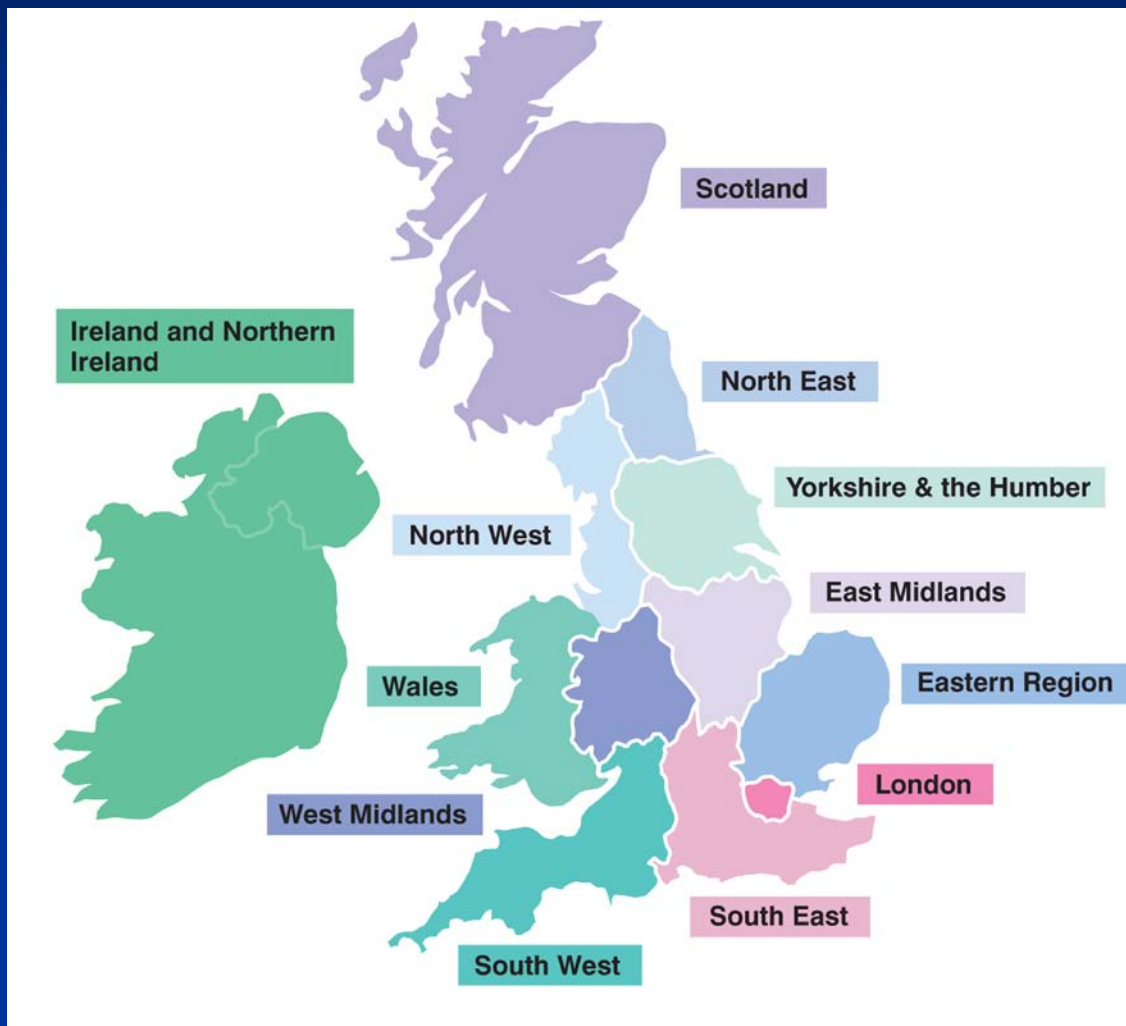 Scotland
Ireland and Northern
Ireland
North East
Yorkshire & the Humber
North West
East Midlands
Wales
Eastern Region
London
West Midlands
South East
South West